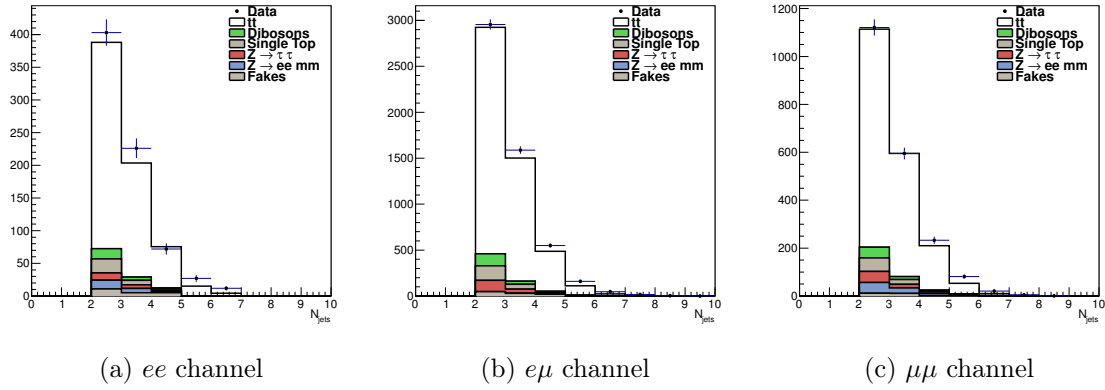 Data
tt
Dibosons
Single Top
Z → τ τ
Z → ee mm
Fakes
400
350
300
250
200
150
100
50
0
0 1 2 3 4 5 6 7 8 9 10
N_jets
(a) ee channel
Data
tt
Dibosons
Single Top
Z → τ τ
Z → ee mm
Fakes
3000
2500
2000
1500
1000
500
0
0 1 2 3 4 5 6 7 8 9 10
N_jets
(b) eμ channel
Data
tt
Dibosons
Single Top
Z → τ τ
Z → ee mm
Fakes
1200
1000
800
600
400
200
0
0 1 2 3 4 5 6 7 8 9 10
N_jets
(c) μμ channel